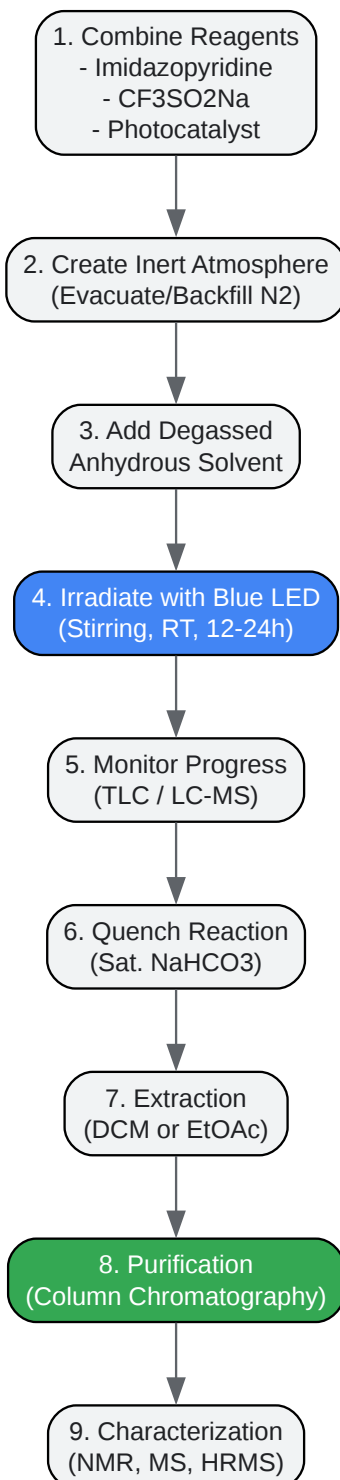 1. Combine Reagents
- Imidazopyridine
- CF3SO2Na
- Photocatalyst
2. Create Inert Atmosphere
(Evacuate/Backfill N2)
3. Add Degassed
Anhydrous Solvent
4. Irradiate with Blue LED
(Stirring, RT, 12-24h)
5. Monitor Progress
(TLC / LC-MS)
6. Quench Reaction
(Sat. NaHCO3)
7. Extraction
(DCM or EtOAc)
8. Purification
(Column Chromatography)
9. Characterization
(NMR, MS, HRMS)